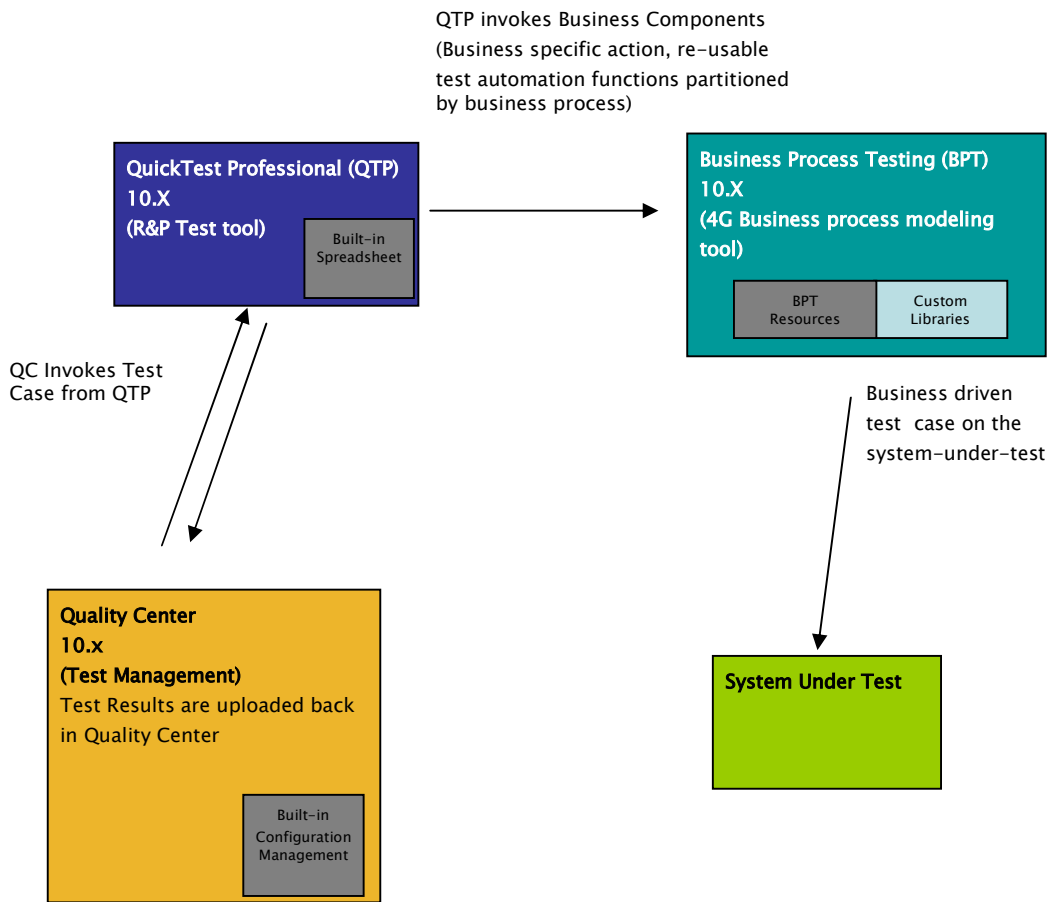 QTP invokes Business Components
(Business specific action, re-usable
test automation functions partitioned
by business process)
QuickTest Professional (QTP)
10.X
(R&P Test tool)
Built-in
Spreadsheet
Business Process Testing (BPT)
10.X
(4G Business process modeling
tool)
BPT
Resources
Custom
Libraries
QC Invokes Test
Case from QTP
Business driven
test case on the
system-under-test
Quality Center
10.x
(Test Management)
Test Results are uploaded back
in Quality Center
Built-in
Configuration
Management
System Under Test